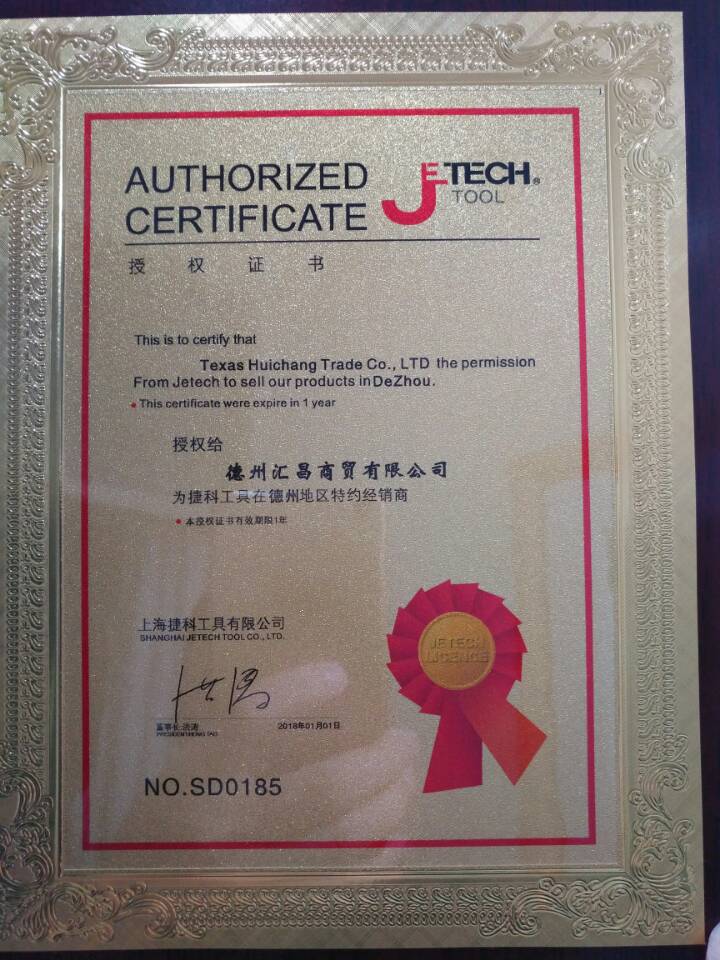 AUTHORIZED
CERTIFICATE
JETECH®
TOOL
授 权 证 书
This is to certify that
Texas Huichang Trade Co., LTD the permission
From Jetech to sell our products in DeZhou.
This certificate were expire in 1 year
授权给
德州汇昌商贸有限公司
为捷科工具在德州地区特约经销商
本授权证书有效期限1年
上海捷科工具有限公司
SHANGHAI JETECH TOOL CO., LTD.
JETECH
LICENCE
董事长
2018年01月01日
NO.SD0185